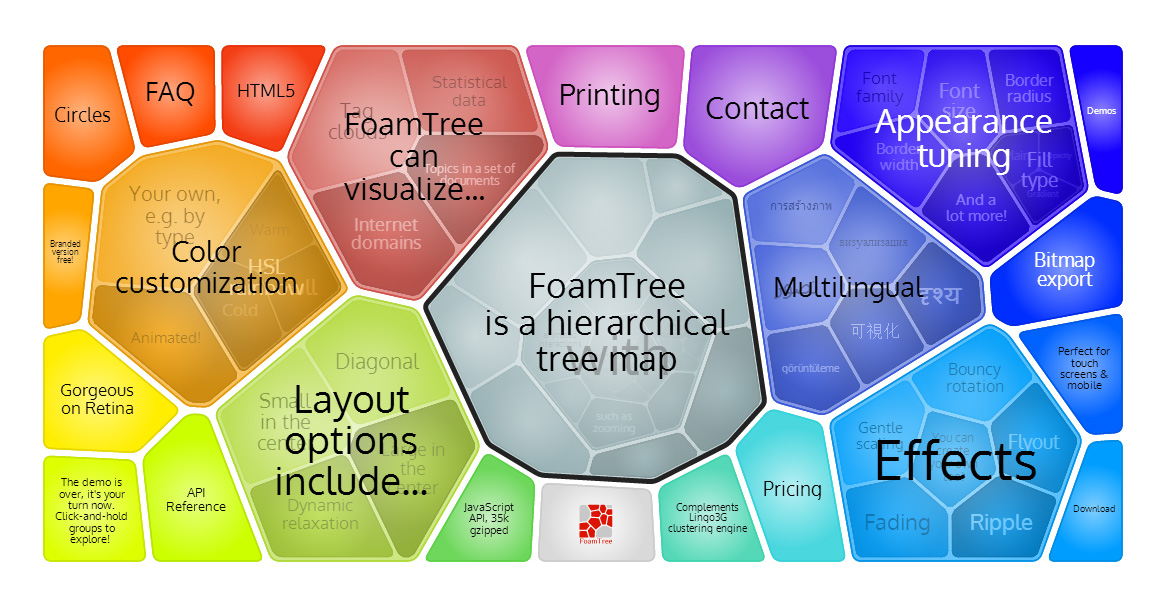 Circles
FAQ
HTML5
Tag
clouds
Statistical
data
FoamTree
can
visualize...
Topics in a set of
documents
Internet
domains
Printing
Contact
Font
family
Font
size
Border
radius
Appearance
tuning
Border
width
Fill
type
Gradient
And a
lot more!
Demos
Branded
version
free!
Your own,
e.g. by
type
Color
customization
Warm
HSL
Cold
Animated!
FoamTree
is a hierarchical
tree map
with
such as
zooming
การสร้างภาพ
визуализация
Multilingual
दृश्य
可視化
görüntüleme
Bitmap
export
Gorgeous
on Retina
Diagonal
Small
in the
center
Layout
options
include...
Large in
the
center
Dynamic
relaxation
Bouncy
rotation
Gentle
scaling
You can
Effects
Flyout
Fading
Ripple
Perfect for
touch
screens &
mobile
The demo is
over, it's your
turn now.
Click-and-hold
groups to
explore!
API
Reference
JavaScript
API, 35k
gzipped
FoamTree
Complements
Lingo3G
clustering engine
Pricing
Download